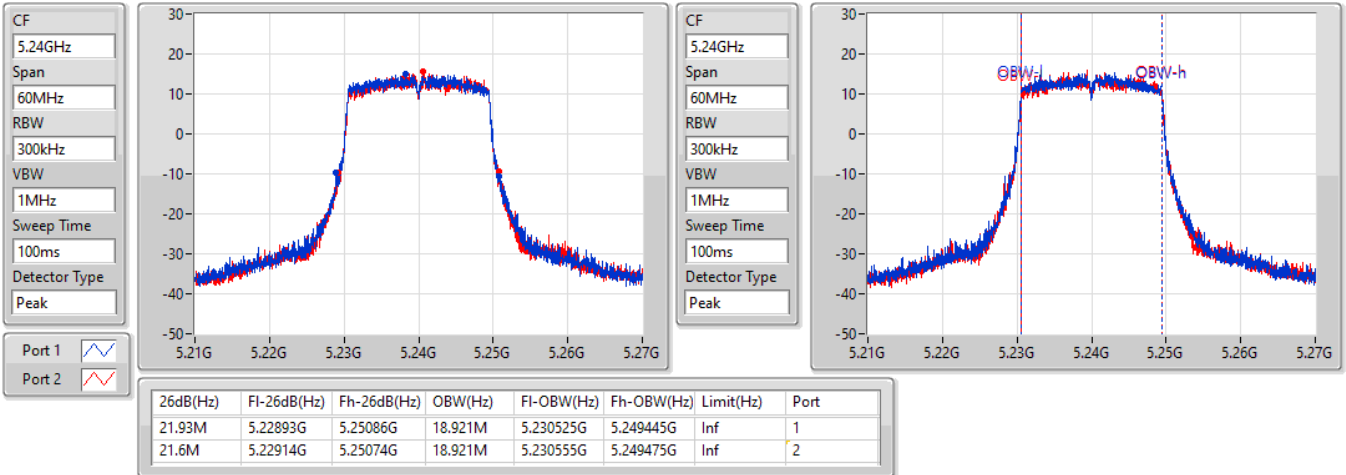 CF
5.24GHz
Span
60MHz
RBW
300kHz
VBW
1MHz
Sweep Time
100ms
Detector Type
Peak
Port 1
Port 2
30
20
10
0
-10
-20
-30
-40
-50
5.21G 5.22G 5.23G 5.24G 5.25G 5.26G 5.27G
CF
5.24GHz
Span
60MHz
RBW
300kHz
VBW
1MHz
Sweep Time
100ms
Detector Type
Peak
30
20
10
0
-10
-20
-30
-40
-50
OBW-l OBW-h
5.21G 5.22G 5.23G 5.24G 5.25G 5.26G 5.27G
26dB(Hz) Fl-26dB(Hz) Fh-26dB(Hz) OBW(Hz) Fl-OBW(Hz) Fh-OBW(Hz) Limit(Hz) Port
21.93M 5.22893G 5.25086G 18.921M 5.230525G 5.249445G Inf 1
21.6M 5.22914G 5.25074G 18.921M 5.230555G 5.249475G Inf 2